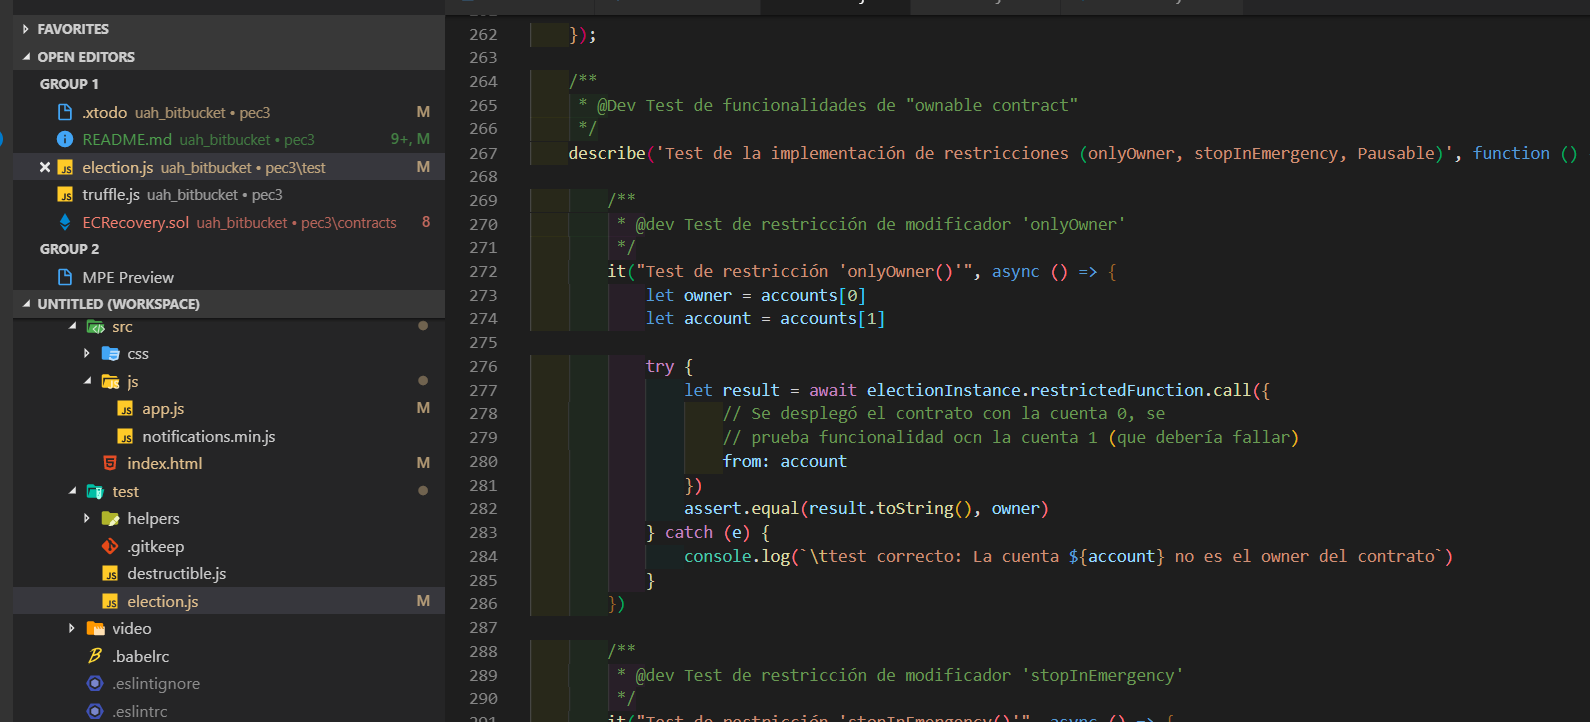 FAVORITES
OPEN EDITORS
GROUP 1
.xtodo uah_bitbucket • pec3 M
README.md uah_bitbucket • pec3 9+, M
election.js uah_bitbucket • pec3\test M
truffle.js uah_bitbucket • pec3
ECRecovery.sol uah_bitbucket • pec3\contracts 8
GROUP 2
MPE Preview
UNTITLED (WORKSPACE)
src
css
js
app.js M
notifications.min.js
index.html M
test
helpers
.gitkeep
destructible.js
election.js M
video
.babelrc
.eslintignore
.eslintrc
262 });
263
264 /**
265 * @Dev Test de funcionalidades de "ownable contract"
266 */
267 describe('Test de la implementación de restricciones (onlyOwner, stopInEmergency, Pausable)', function ()
268
269 /**
270 * @dev Test de restricción de modificador 'onlyOwner'
271 */
272 it("Test de restricción 'onlyOwner()'", async () => {
273 let owner = accounts[0]
274 let account = accounts[1]
275
276 try {
277 let result = await electionInstance.restrictedFunction.call({
278 // Se desplegó el contrato con la cuenta 0, se
279 // prueba funcionalidad ocn la cuenta 1 (que debería fallar)
280 from: account
281 })
282 assert.equal(result.toString(), owner)
283 } catch (e) {
284 console.log(`\ttest correcto: La cuenta ${account} no es el owner del contrato`)
285 }
286 })
287
288 /**
289 * @dev Test de restricción de modificador 'stopInEmergency'
290 */
291 it("Test de restricción 'stopInEmergency()'", async () => {